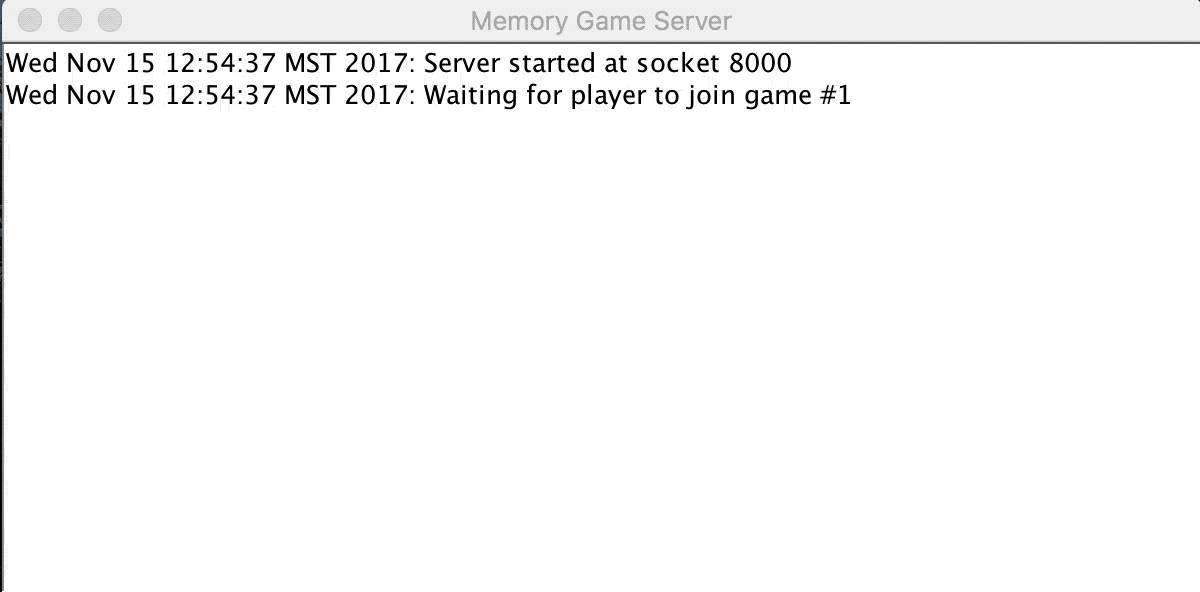 Memory Game Server
Wed Nov 15 12:54:37 MST 2017: Server started at socket 8000
Wed Nov 15 12:54:37 MST 2017: Waiting for player to join game #1